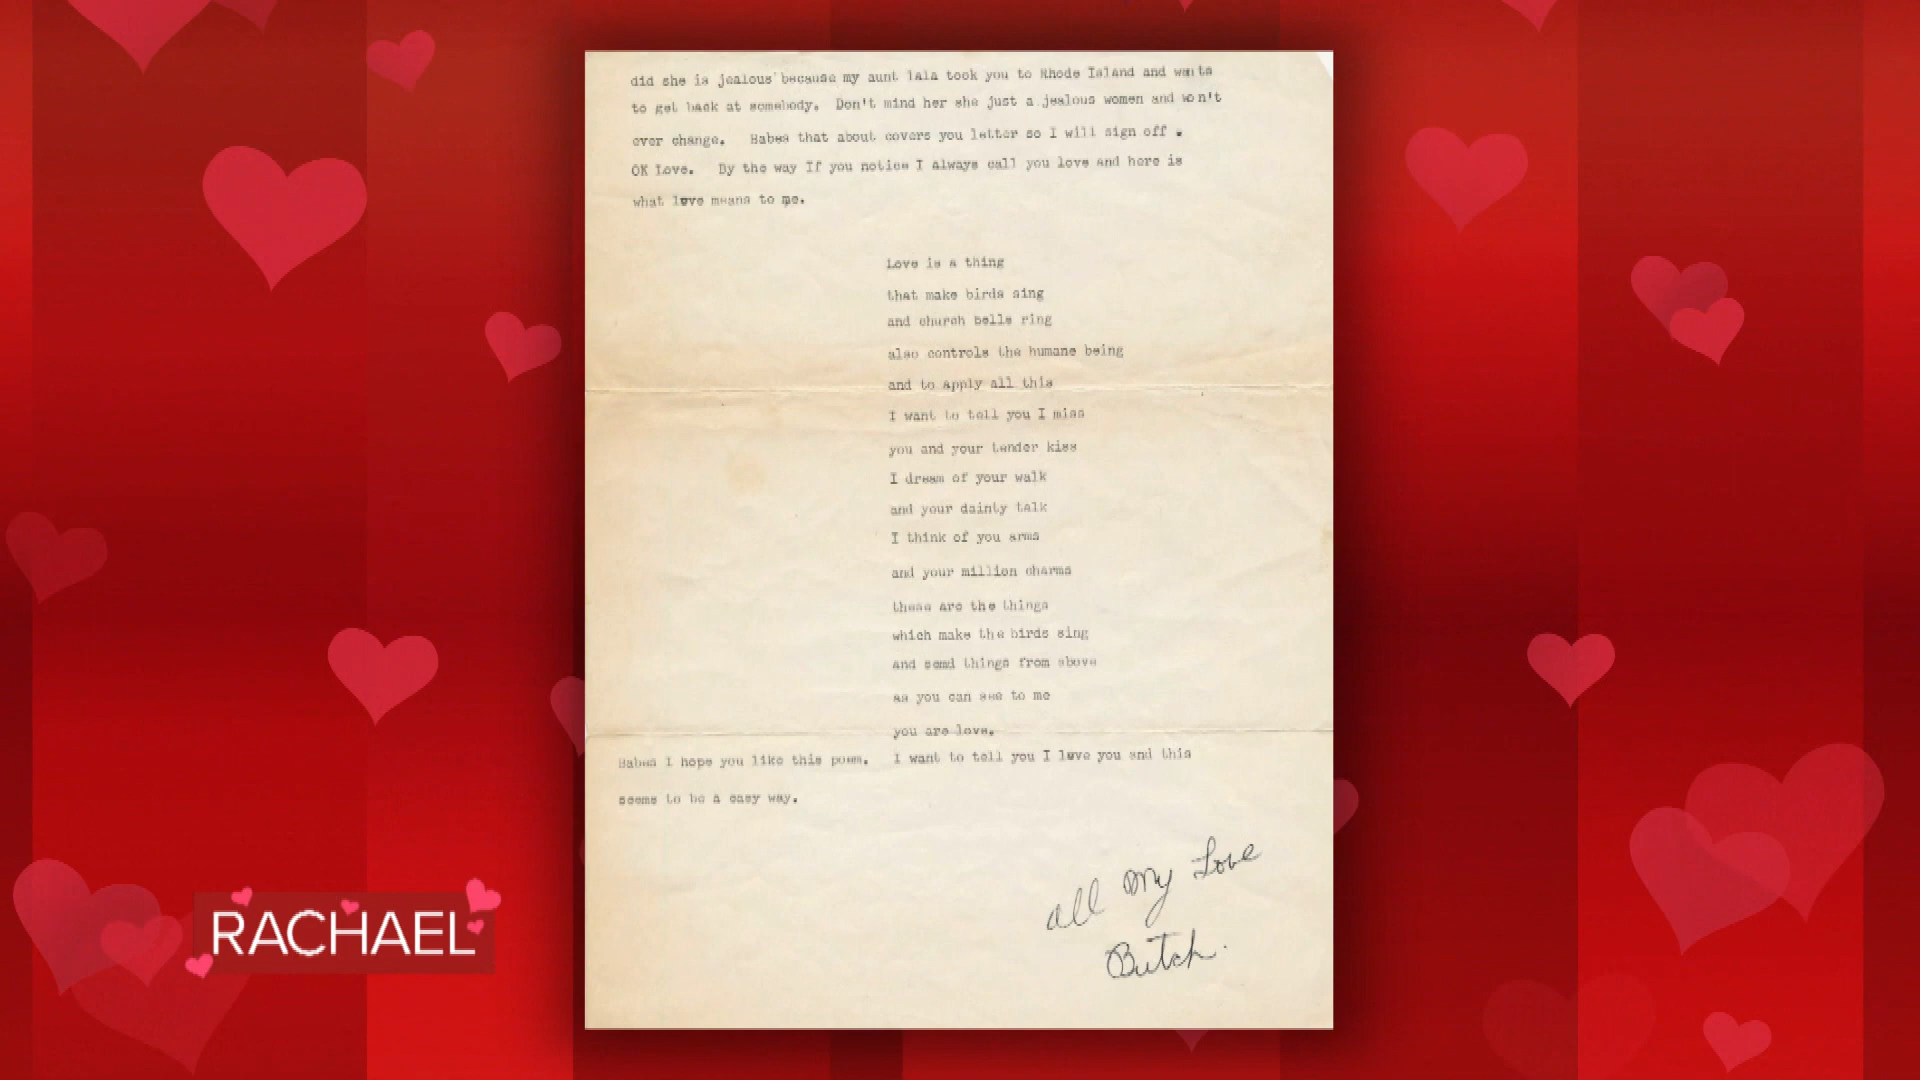 did she is jealous because my aunt lala took you to Rhode Island and wants
to get back at somebody. Don't mind her she just a jealous women and won't
ever change. Babes that about covers you letter so I will sign off .
OK Love. By the way If you notice I always call you love and here is
what love means to me.
Love is a thing
that make birds sing
and church bells ring
also controls the humane being
and to apply all this
I want to tell you I miss
you and your tender kiss
I dream of your walk
and your dainty talk
I think of you arms
and your million charms
these are the things
which make the birds sing
and semd things from above
as you can see to me
you are love.
Babes I hope you like this poem. I want to tell you I love you and this
seems to be a easy way.
All My Love
Butch.
RACHAEL